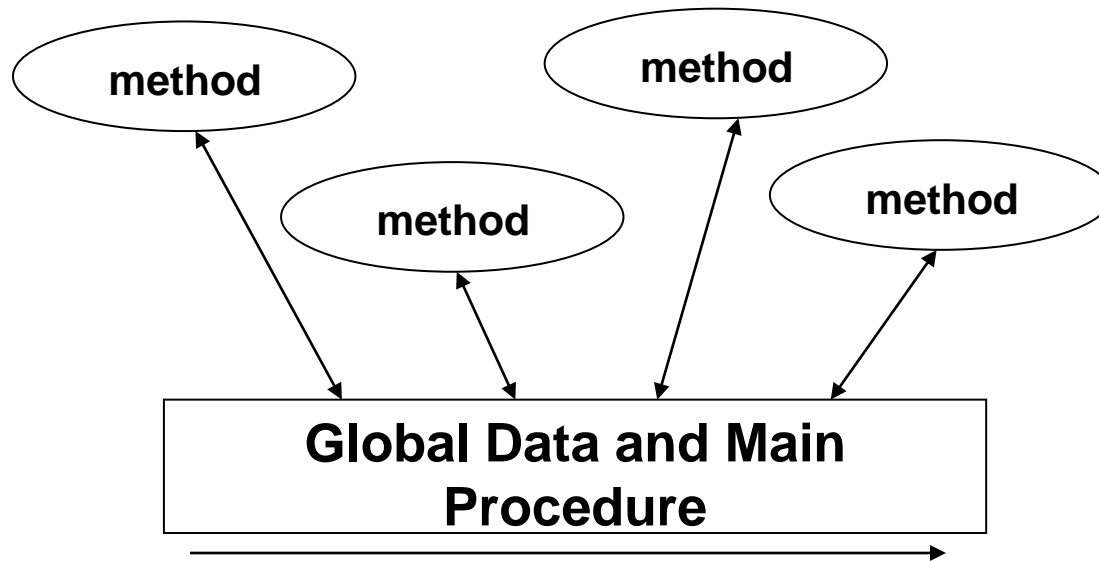 method
method
method
method
Global Data and Main
Procedure